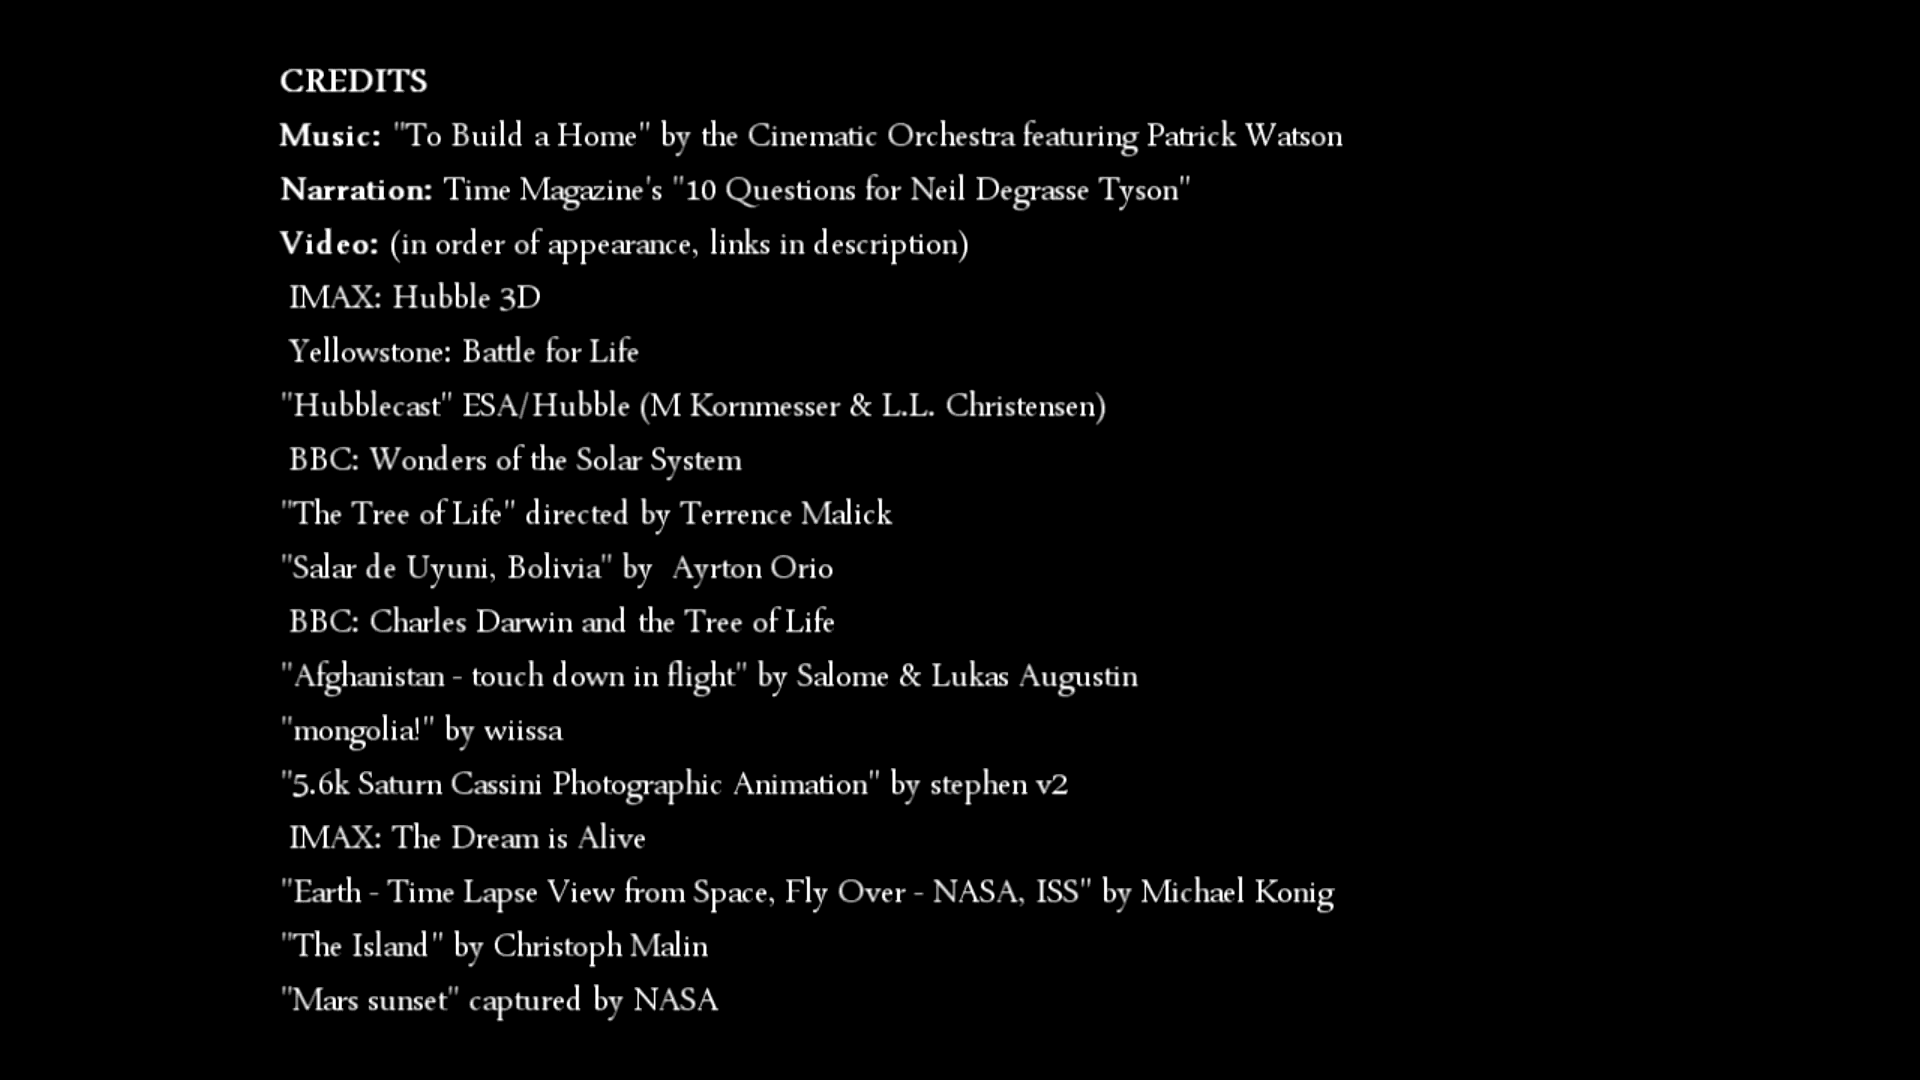 CREDITS
Music: "To Build a Home" by the Cinematic Orchestra featuring Patrick Watson
Narration: Time Magazine's "10 Questions for Neil Degrasse Tyson"
Video: (in order of appearance, links in description)
IMAX: Hubble 3D
Yellowstone: Battle for Life
"Hubblecast" ESA/Hubble (M Kornmesser & L.L. Christensen)
BBC: Wonders of the Solar System
"The Tree of Life" directed by Terrence Malick
"Salar de Uyuni, Bolivia" by  Ayrton Orio
BBC: Charles Darwin and the Tree of Life
"Afghanistan - touch down in flight" by Salome & Lukas Augustin
"mongolia!" by wiissa
"5.6k Saturn Cassini Photographic Animation" by stephen v2
IMAX: The Dream is Alive
"Earth - Time Lapse View from Space, Fly Over - NASA, ISS" by Michael Konig
"The Island" by Christoph Malin
"Mars sunset" captured by NASA